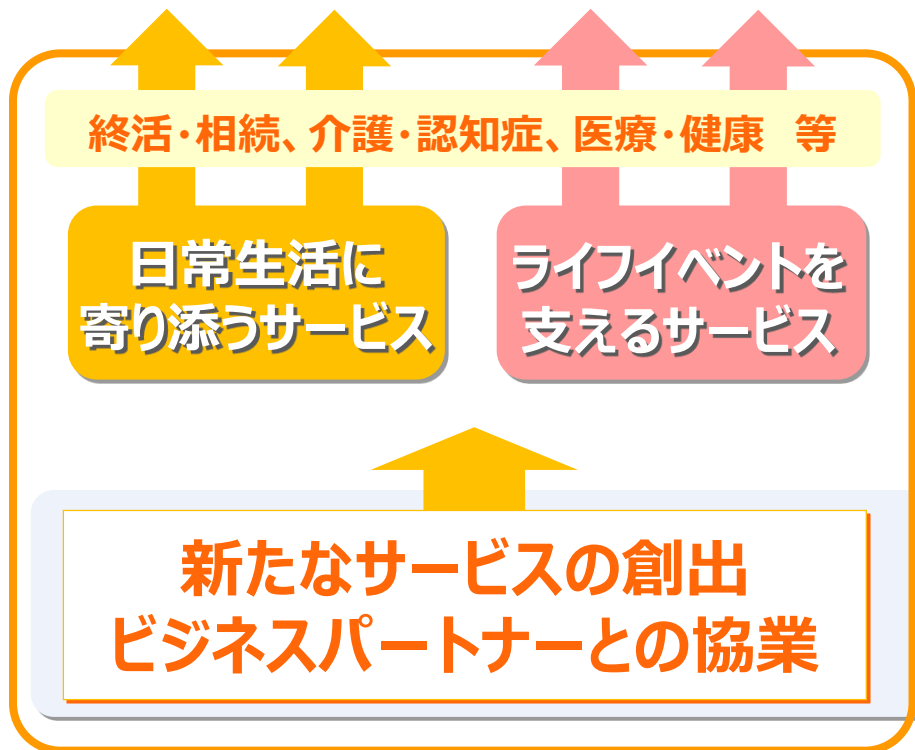 終活・相続、介護・認知症、医療・健康　等
日常生活に
寄り添うサービス
ライフイベントを
支えるサービス
新たなサービスの創出
ビジネスパートナーとの協業